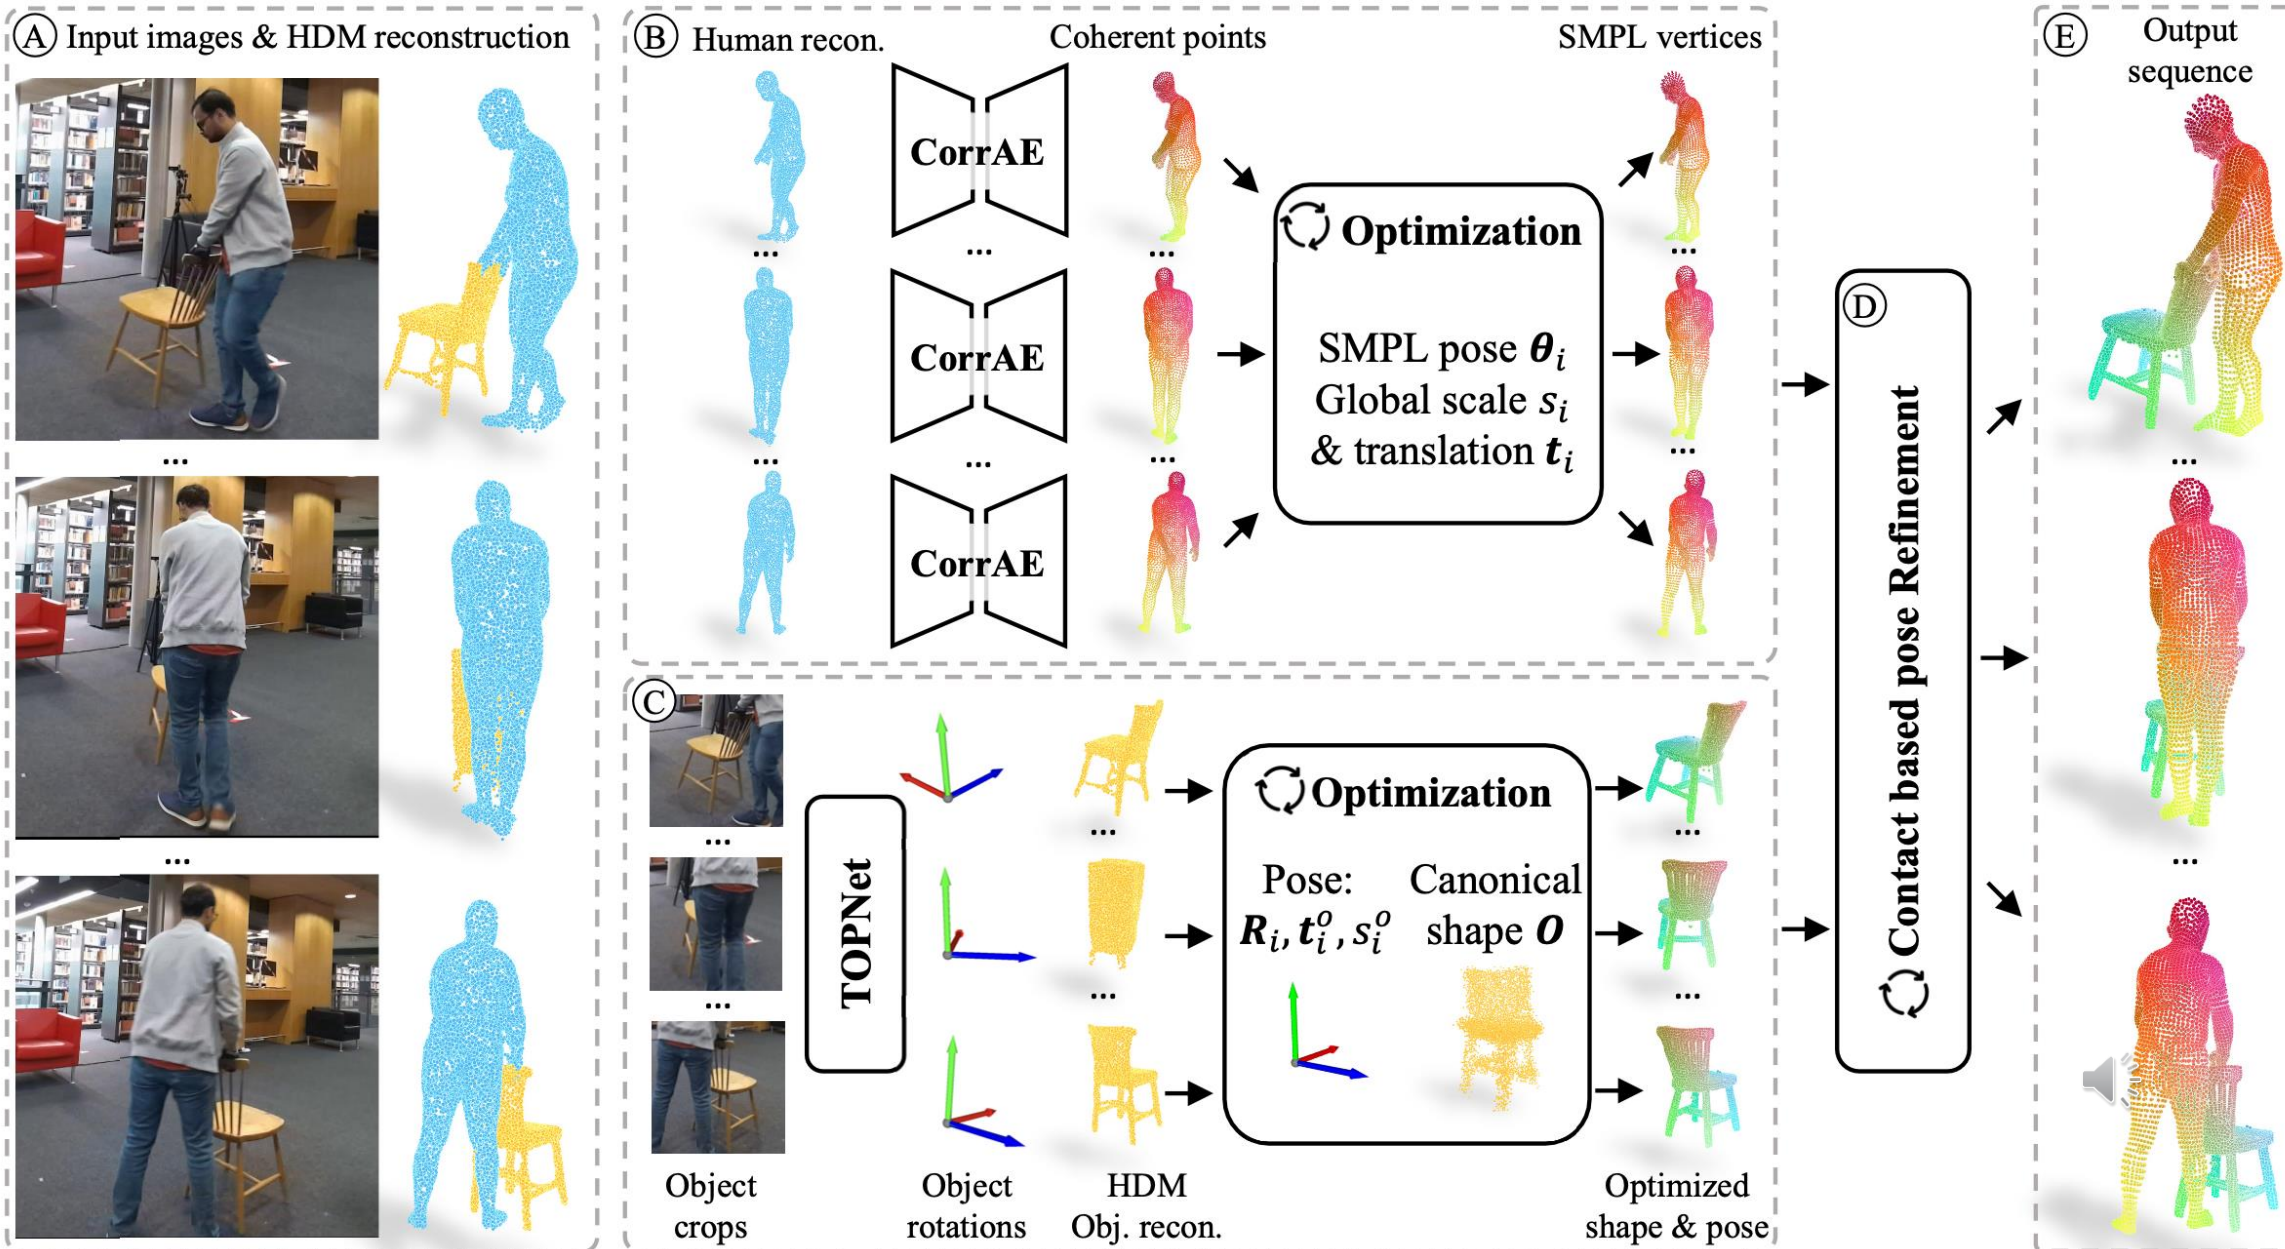 A Input images & HDM reconstruction
...
...
B Human recon.
Coherent points
SMPL vertices
CorrAE
...
...
...
...
CorrAE
...
...
...
...
CorrAE
Optimization
SMPL pose θi
Global scale si
& translation ti
C
...
...
Object
crops
TOPNet
Object
rotations
...
...
HDM
Obj. recon.
Optimization
Pose:
Ri, tio, sio
Canonical
shape O
...
...
Optimized
shape & pose
D
Contact based pose Refinement
E Output
sequence
...
...